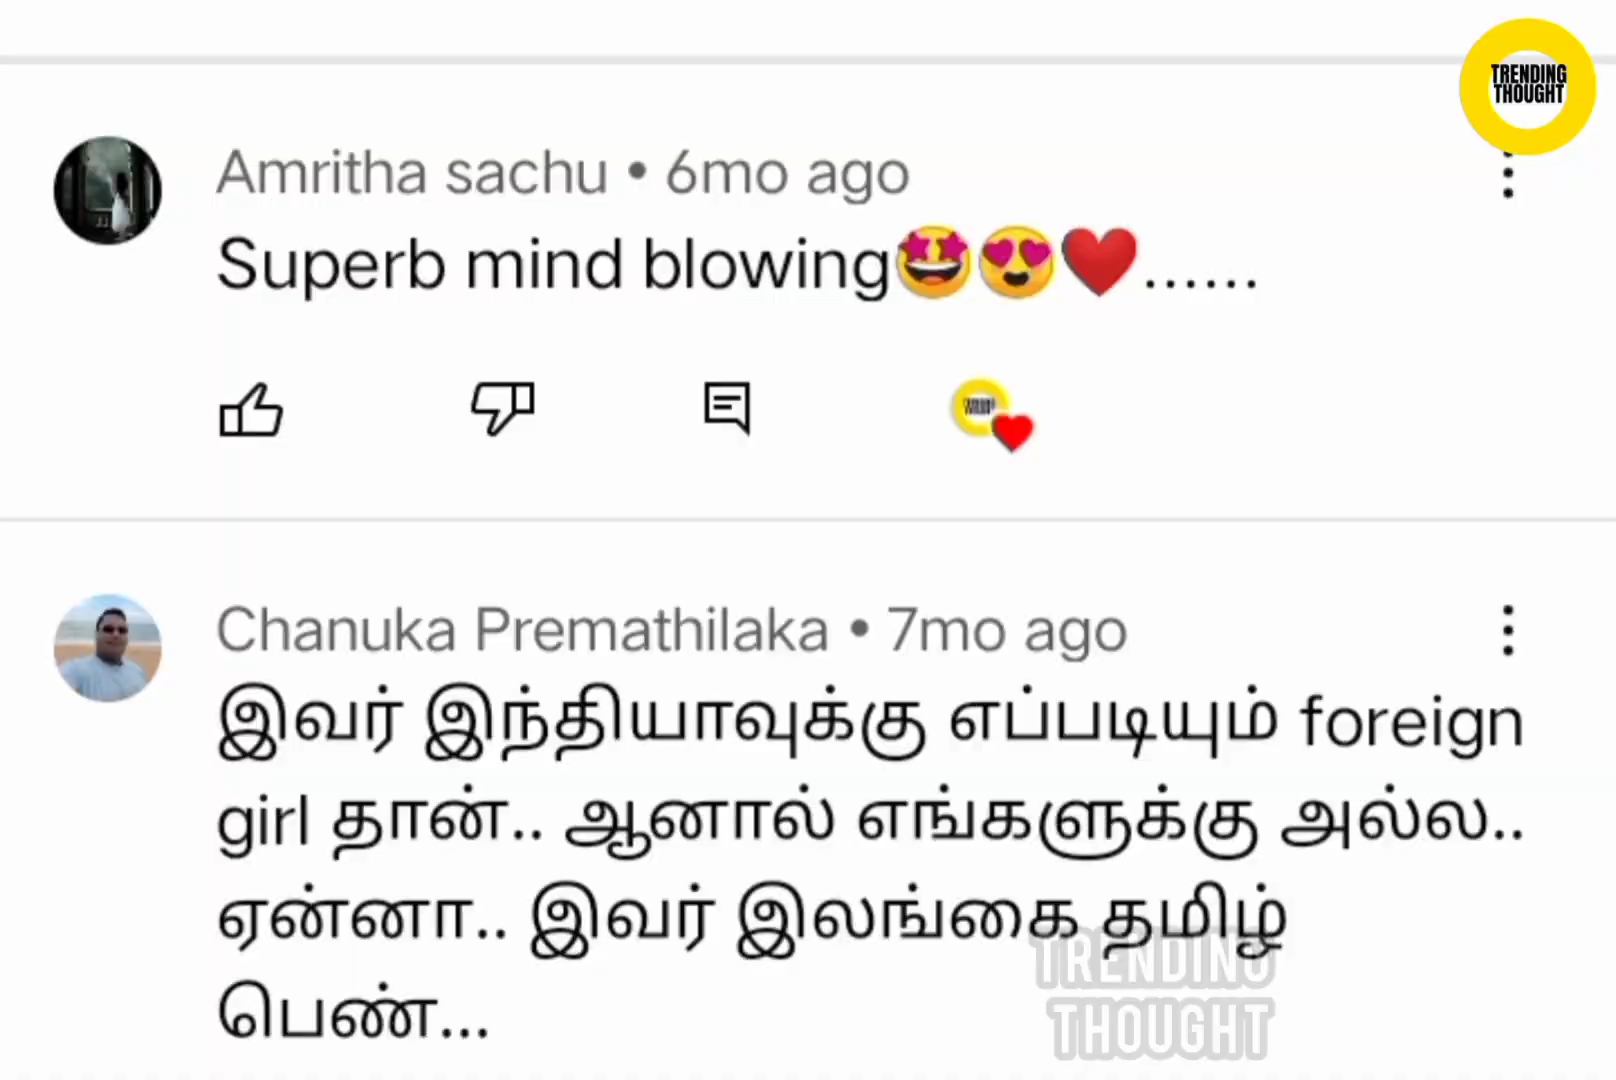 TRENDING
THOUGHT
Amritha sachu • 6mo ago
Superb mind blowing🤩😍❤️......
Chanuka Premathilaka • 7mo ago
இவர் இந்தியாவுக்கு எப்படியும் foreign
girl தான்.. ஆனால் எங்களுக்கு அல்ல..
ஏன்னா.. இவர் இலங்கை தமிழ்
பெண்...
TRENDING
THOUGHT